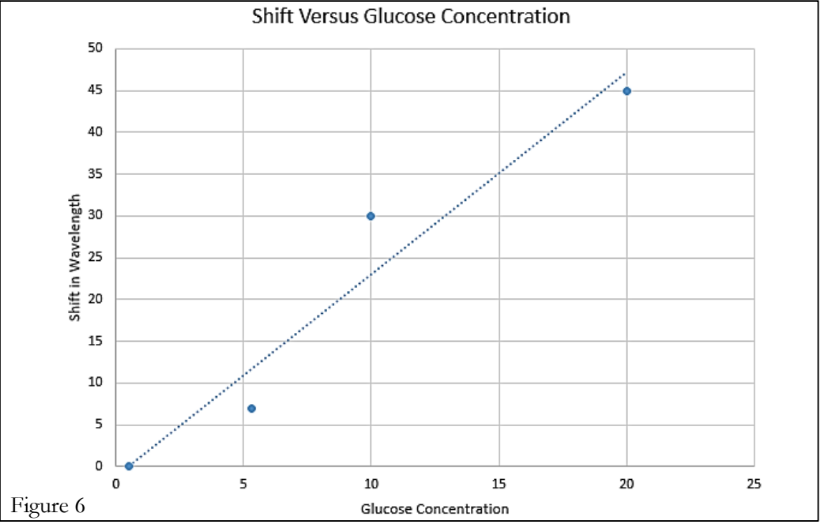 Shift Versus Glucose Concentration
50
45
40
35
30
25
20
15
10
5
0
Shift in Wavelength
0 5 10 15 20 25
Glucose Concentration
Figure 6